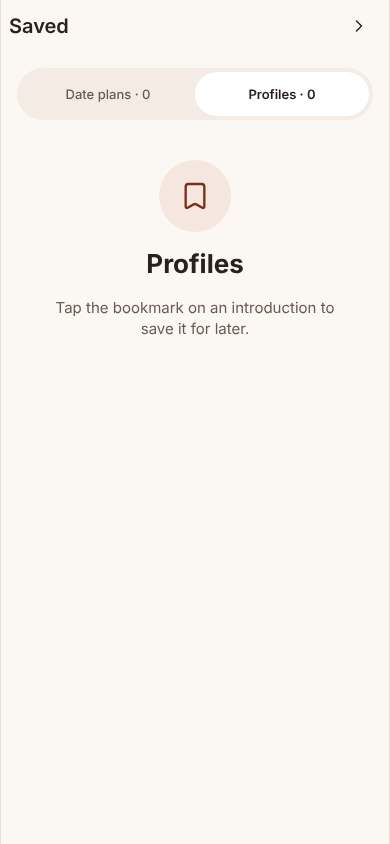 Saved
Date plans · 0
Profiles · 0
Profiles
Tap the bookmark on an introduction to
save it for later.